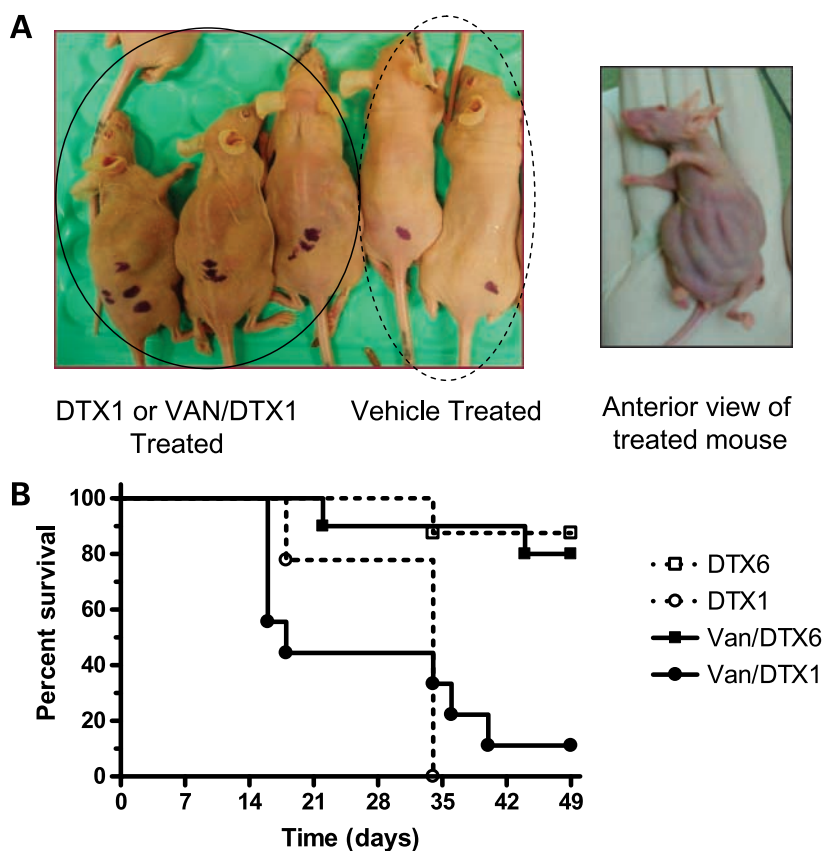 A
DTX1 or VAN/DTX1
Treated
Vehicle Treated
Anterior view of
treated mouse
B
Percent survival
100
80
60
40
20
0
0 7 14 21 28 35 42 49
Time (days)
DTX6
DTX1
Van/DTX6
Van/DTX1